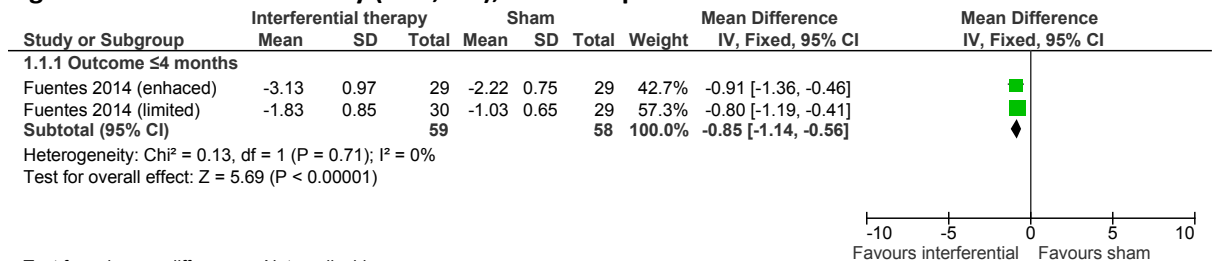 Interferential therapy Sham Mean Difference Mean Difference
Study or Subgroup Mean SD Total Mean SD Total Weight IV, Fixed, 95% CI IV, Fixed, 95% CI
1.1.1 Outcome ≤4 months
Fuentes 2014 (enhaced) -3.13 0.97 29 -2.22 0.75 29 42.7% -0.91 [-1.36, -0.46]
Fuentes 2014 (limited) -1.83 0.85 30 -1.03 0.65 29 57.3% -0.80 [-1.19, -0.41]
Subtotal (95% CI) 59 58 100.0% -0.85 [-1.14, -0.56]
Heterogeneity: Chi² = 0.13, df = 1 (P = 0.71); I² = 0%
Test for overall effect: Z = 5.69 (P < 0.00001)
-10 -5 0 5 10
Favours interferential Favours sham